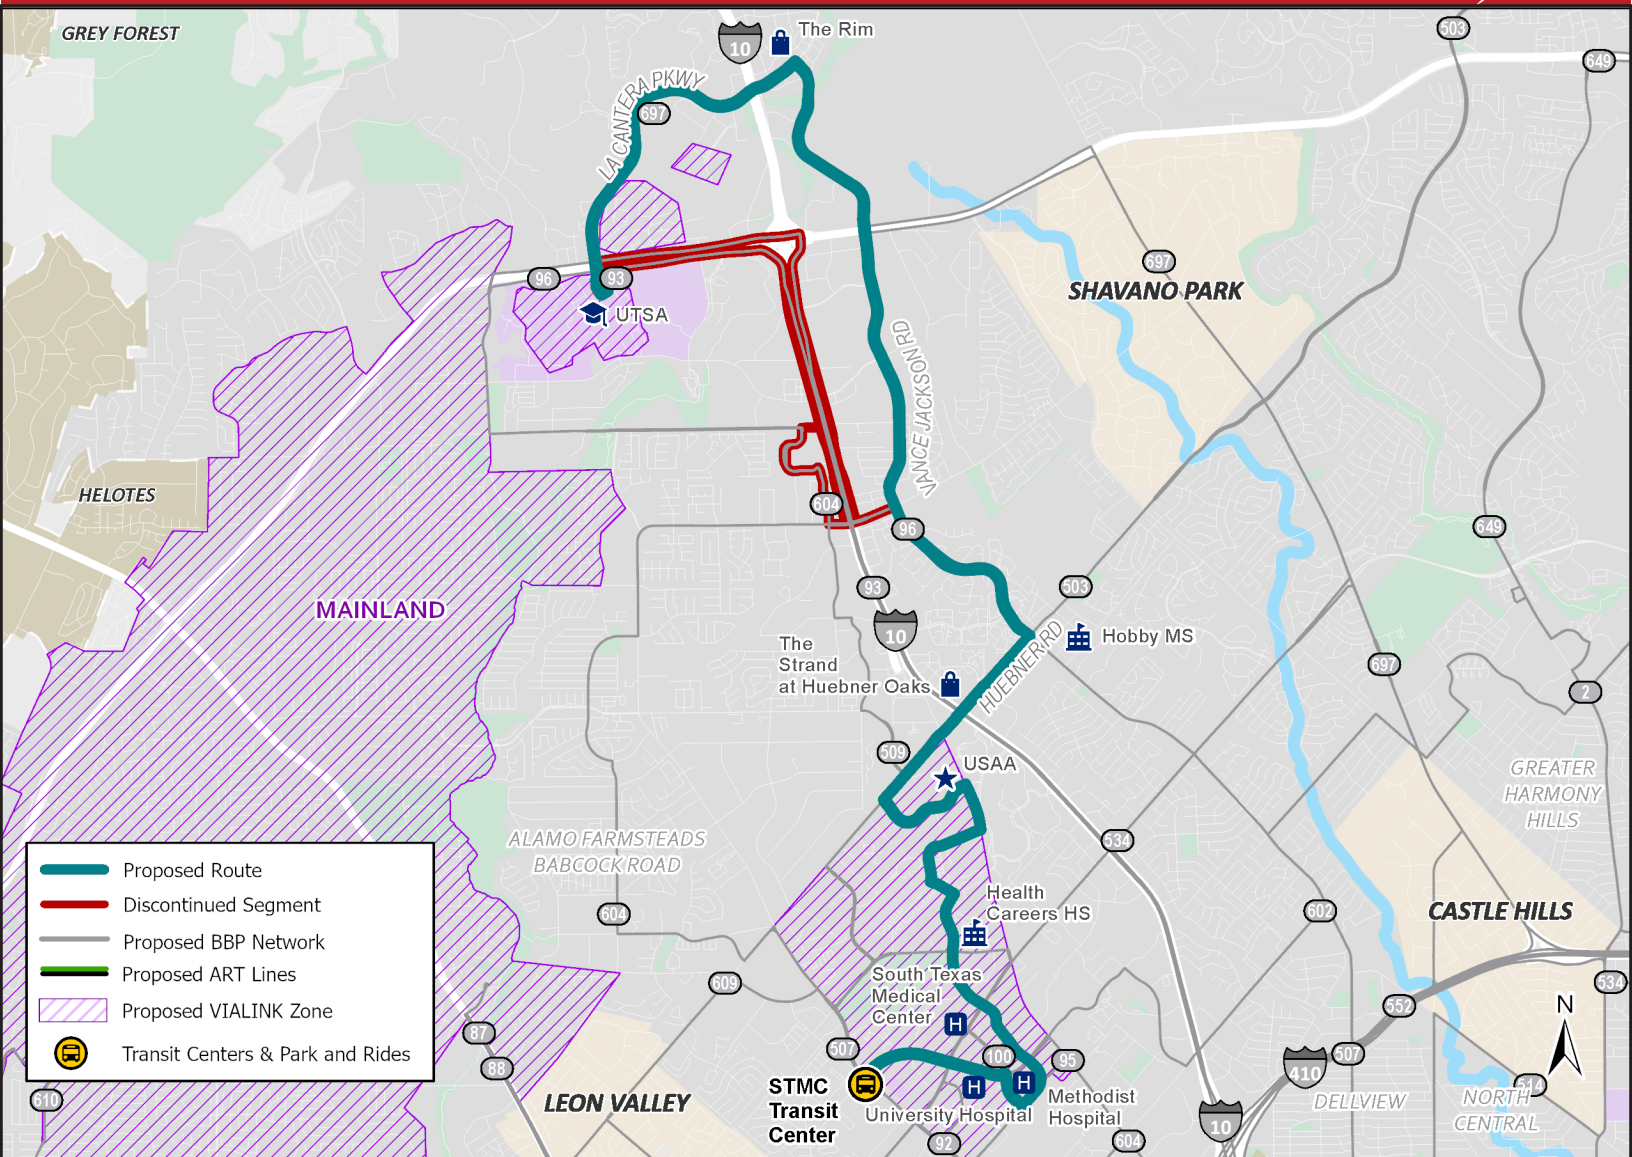 GREY FOREST
10
The Rim
503
649
LA CANTERA PKWY
697
96
93
UTSA
697
SHAVANO PARK
VANCE JACKSON RD
HELOTES
604
96
649
93
503
MAINLAND
10
Hobby MS
The
Strand
at Huebner Oaks
HUEBNER RD
697
2
509
USAA
GREATER
HARMONY
HILLS
ALAMO FARMSTEADS
BABCOCK ROAD
534
Proposed Route
Discontinued Segment
Proposed BBP Network
Proposed ART Lines
Proposed VIALINK Zone
Transit Centers & Park and Rides
604
Health
Careers HS
602
CASTLE HILLS
609
South Texas
Medical
Center
H
534
552
N
87
88
507
100
95
507
410
610
STMC
Transit
Center
H
H
University Hospital
Methodist
Hospital
514
LEON VALLEY
DELLVIEW
NORTH
CENTRAL
92
604
10